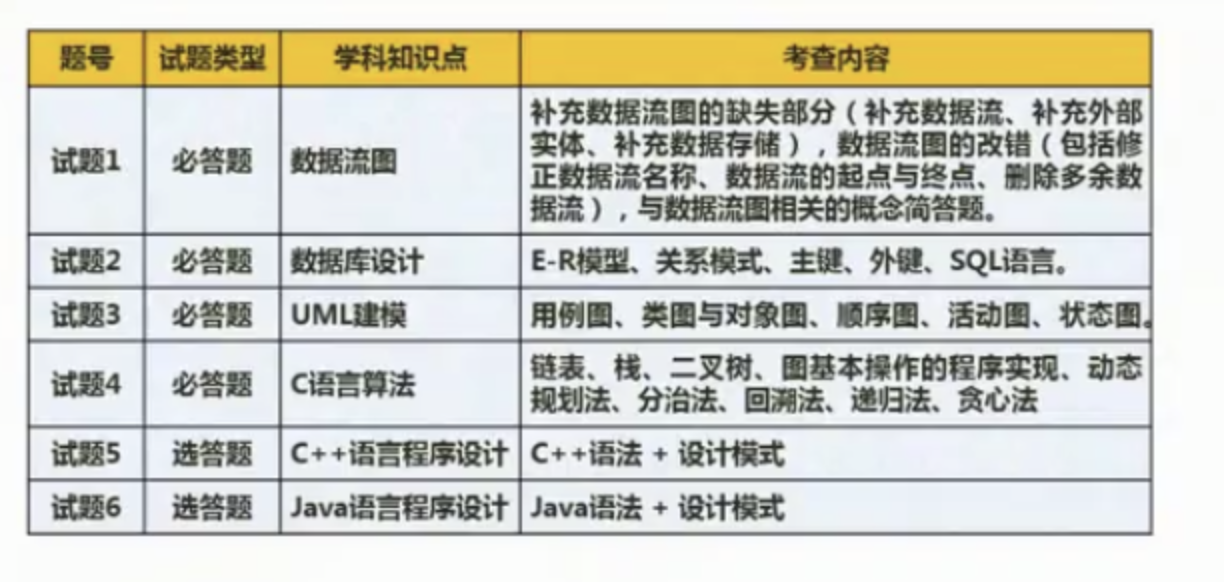 题号 试题类型 学科知识点 考查内容
试题1 必答题 数据流图 补充数据流图的缺失部分（补充数据流、补充外部
实体、补充数据存储），数据流图的改错（包括修
正数据流名称、数据流的起点与终点、删除多余数
据流），与数据流图相关的概念简答题。
试题2 必答题 数据库设计 E-R模型、关系模式、主键、外键、SQL语言。
试题3 必答题 UML建模 用例图、类图与对象图、顺序图、活动图、状态图。
试题4 必答题 C语言算法 链表、栈、二叉树、图基本操作的程序实现、动态
规划法、分治法、回溯法、递归法、贪心法
试题5 选答题 C++语言程序设计 C++语法 + 设计模式
试题6 选答题 Java语言程序设计 Java语法 + 设计模式